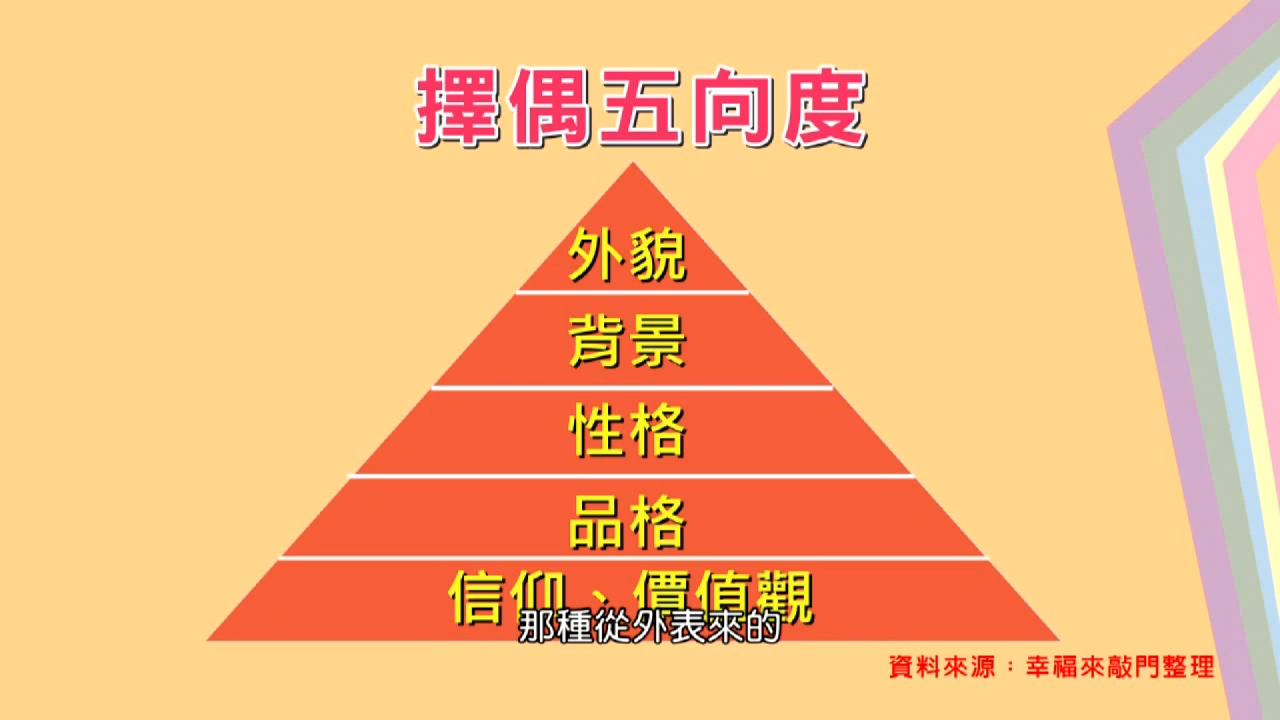 擇偶五向度
外貌
背景
性格
品格
信仰、價值觀
那種從外表來的
資料來源：幸福來敲門整理